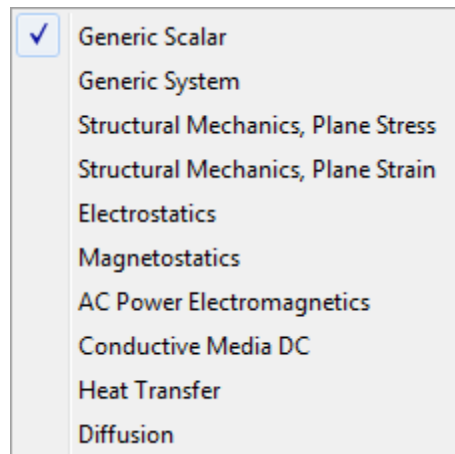 Generic Scalar
Generic System
Structural Mechanics, Plane Stress
Structural Mechanics, Plane Strain
Electrostatics
Magnetostatics
AC Power Electromagnetics
Conductive Media DC
Heat Transfer
Diffusion